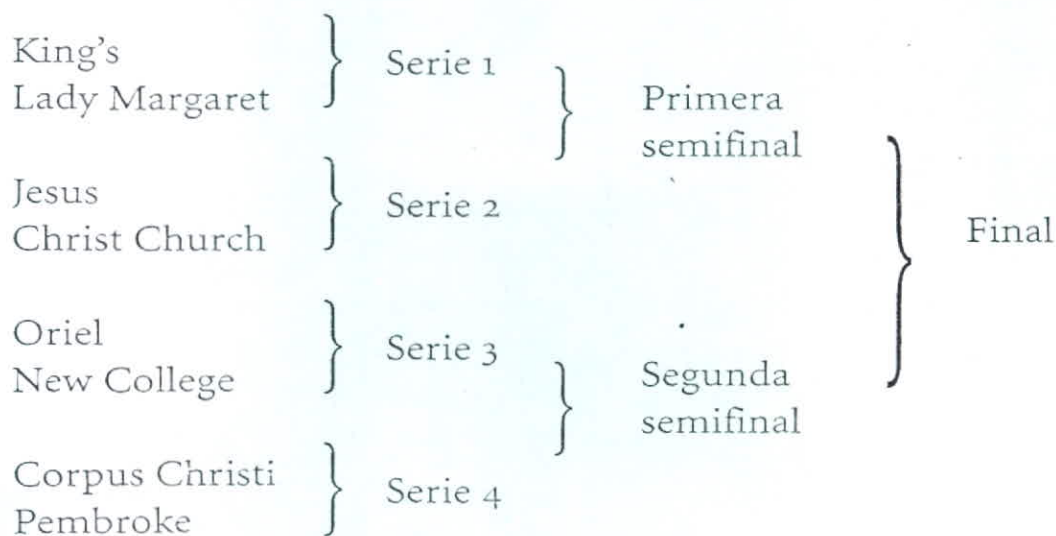 King's
Lady Margaret
Serie 1
Jesus
Christ Church
Serie 2
Primera
semifinal
Oriel
New College
Serie 3
Corpus Christi
Pembroke
Serie 4
Segunda
semifinal
Final